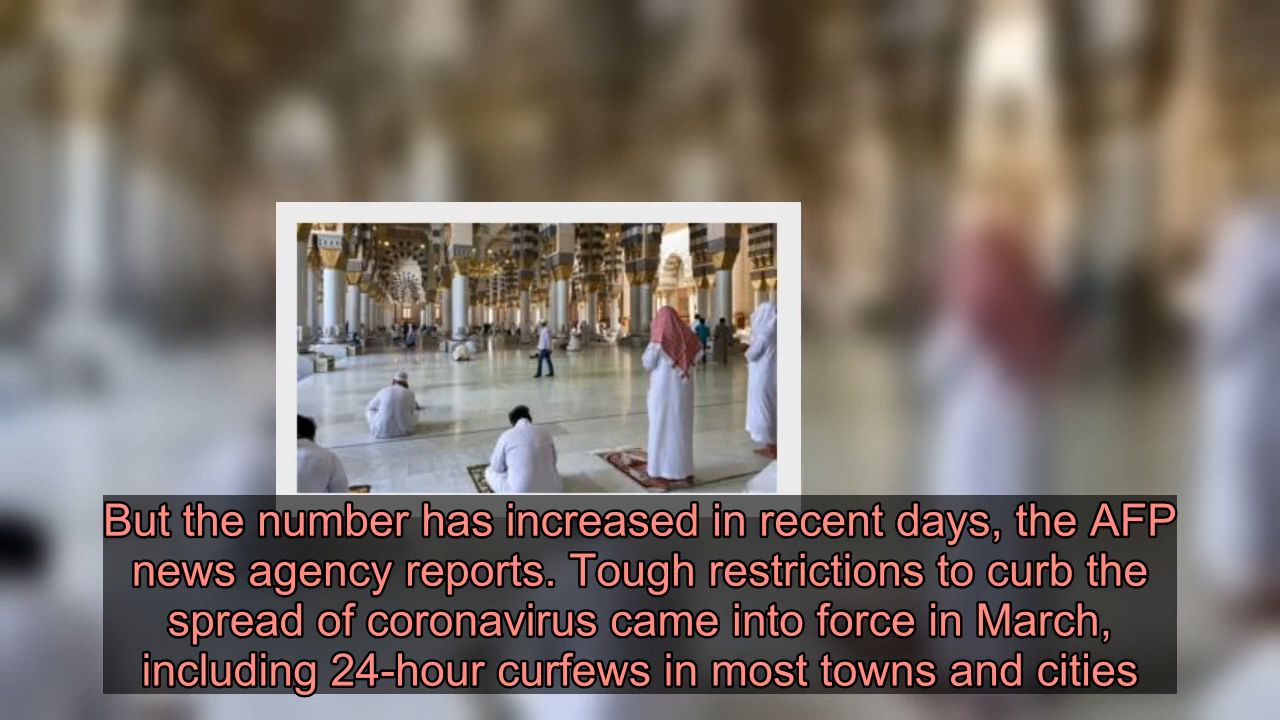 But the number has increased in recent days, the AFP
news agency reports. Tough restrictions to curb the
spread of coronavirus came into force in March,
including 24-hour curfews in most towns and cities